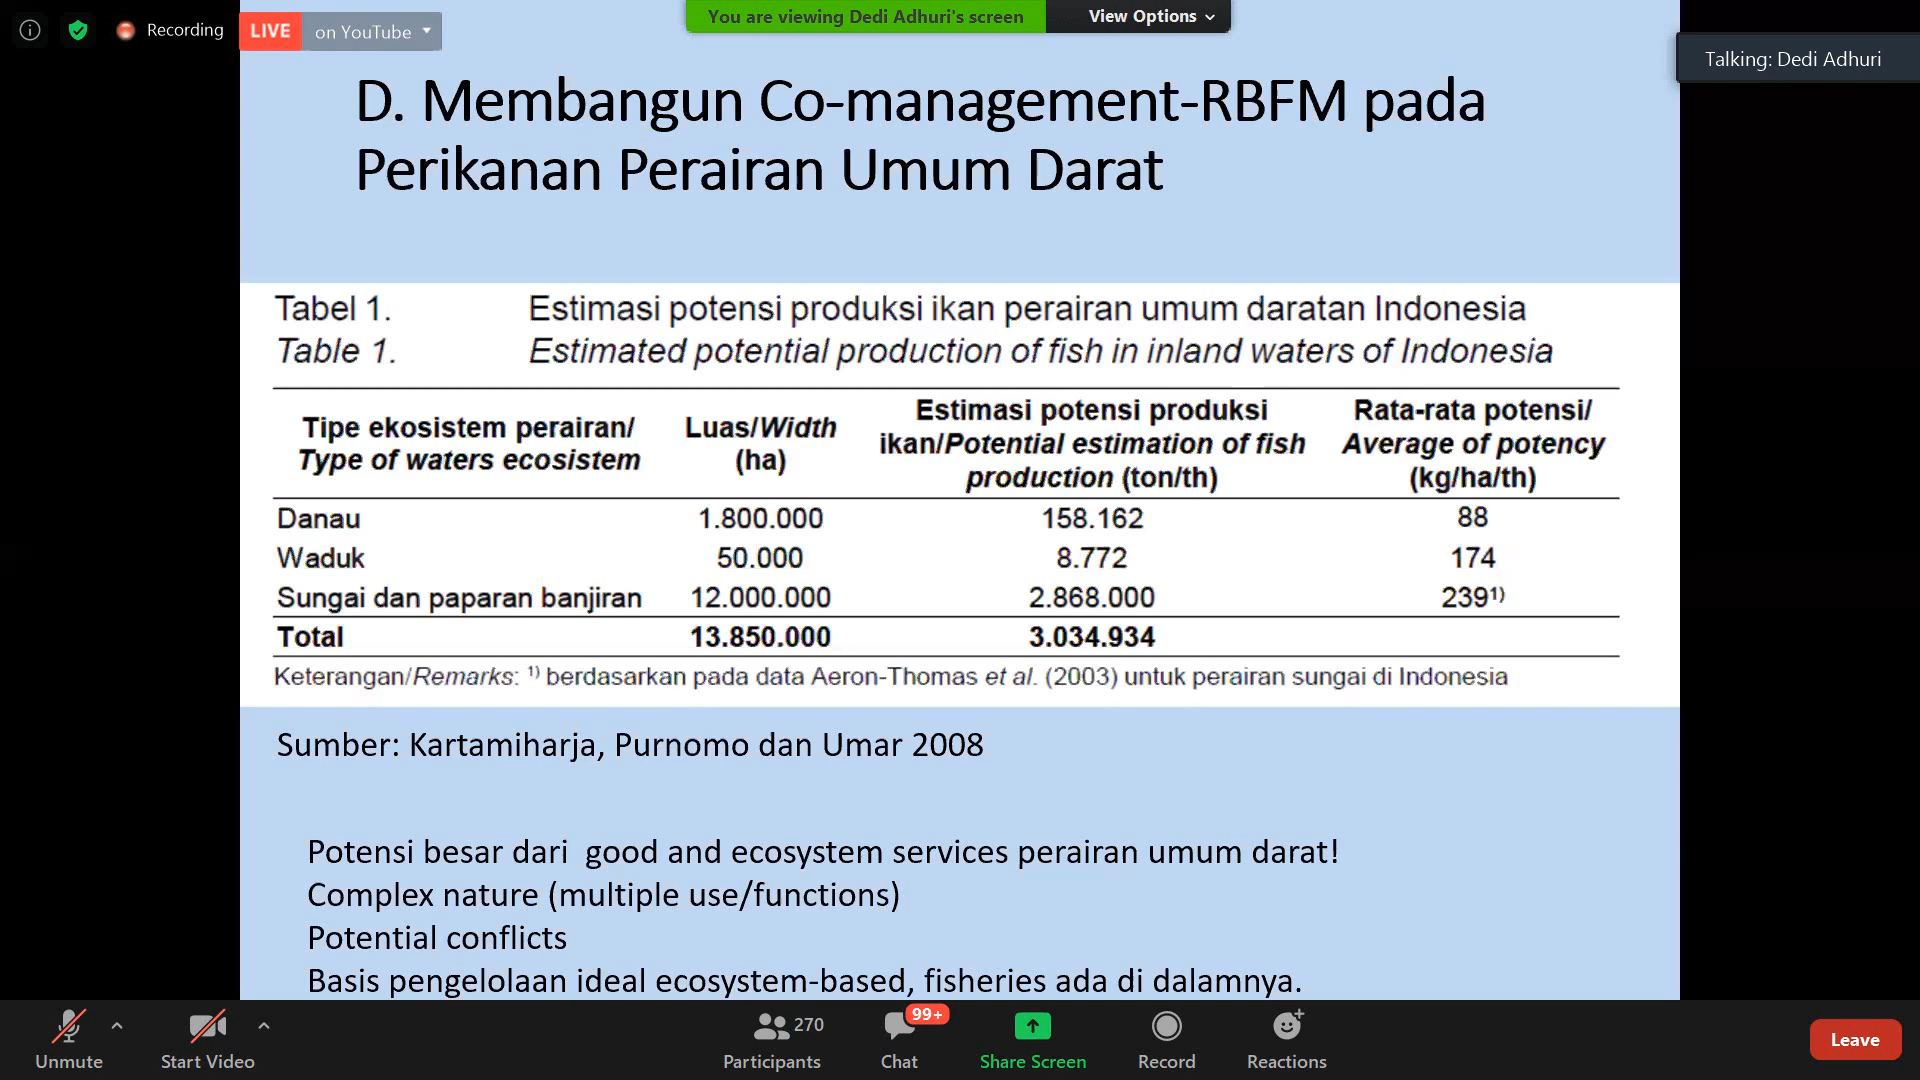 Recording
LIVE on YouTube
You are viewing Dedi Adhuri's screen
View Options
Talking: Dedi Adhuri
D. Membangun Co-management-RBFM pada
Perikanan Perairan Umum Darat
Tabel 1. Estimasi potensi produksi ikan perairan umum daratan Indonesia
Table 1. Estimated potential production of fish in inland waters of Indonesia
Tipe ekosistem perairan/
Type of waters ecosistem
Luas/Width
(ha)
Estimasi potensi produksi
ikan/Potential estimation of fish
production (ton/th)
Rata-rata potensi/
Average of potency
(kg/ha/th)
Danau 1.800.000 158.162 88
Waduk 50.000 8.772 174
Sungai dan paparan banjiran 12.000.000 2.868.000 239¹⁾
Total 13.850.000 3.034.934
Keterangan/Remarks: ¹⁾ berdasarkan pada data Aeron-Thomas et al. (2003) untuk perairan sungai di Indonesia
Sumber: Kartamiharja, Purnomo dan Umar 2008
Potensi besar dari  good and ecosystem services perairan umum darat!
Complex nature (multiple use/functions)
Potential conflicts
Basis pengelolaan ideal ecosystem-based, fisheries ada di dalamnya.
Unmute
Start Video
270
Participants
99+
Chat
Share Screen
Record
Reactions
Leave